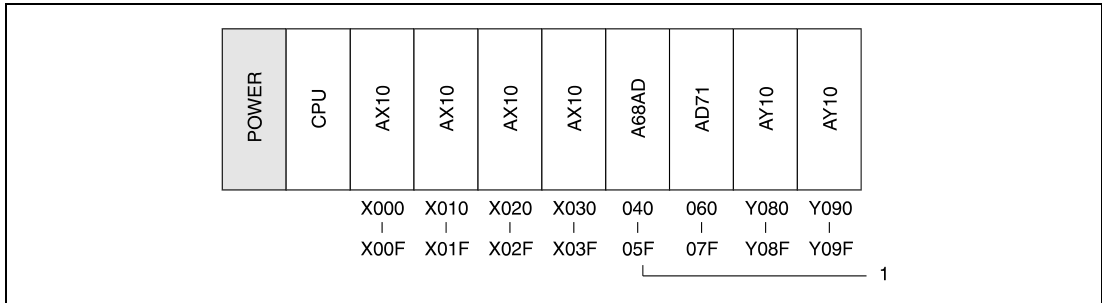 POWER CPU AX10 AX10 AX10 AX10 A68AD AD71 AY10 AY10
X000 X010 X020 X030 040 060 Y080 Y090
X00F X01F X02F X03F 05F 07F Y08F Y09F
1